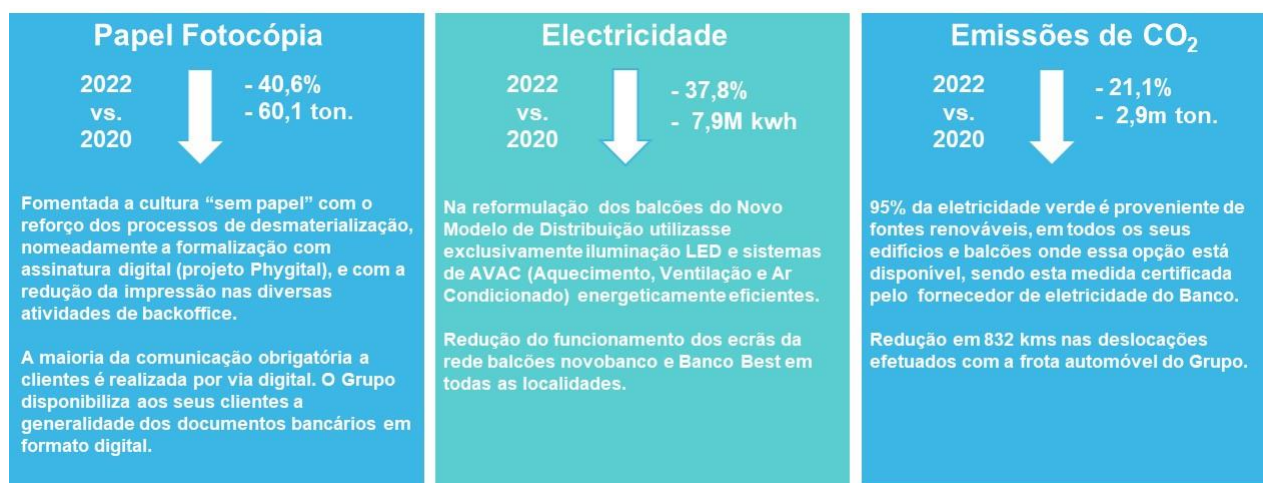 Papel Fotocópia
2022
vs.
2020
- 40,6%
- 60,1 ton.
Fomentada a cultura “sem papel” com o
reforço dos processos de desmaterialização,
nomeadamente a formalização com
assinatura digital (projeto Phygital), e com a
redução da impressão nas diversas
atividades de backoffice.
A maioria da comunicação obrigatória a
clientes é realizada por via digital. O Grupo
disponibiliza aos seus clientes a
generalidade dos documentos bancários em
formato digital.
Electricidade
2022
vs.
2020
- 37,8%
- 7,9M kwh
Na reformulação dos balcões do Novo
Modelo de Distribuição utilizasse
exclusivamente iluminação LED e sistemas
de AVAC (Aquecimento, Ventilação e Ar
Condicionado) energeticamente eficientes.
Redução do funcionamento dos ecrãs da
rede balcões novobanco e Banco Best em
todas as localidades.
Emissões de CO₂
2022
vs.
2020
- 21,1%
- 2,9m ton.
95% da eletricidade verde é proveniente de
fontes renováveis, em todos os seus
edifícios e balcões onde essa opção está
disponível, sendo esta medida certificada
pelo fornecedor de eletricidade do Banco.
Redução em 832 kms nas deslocações
efetuados com a frota automóvel do Grupo.